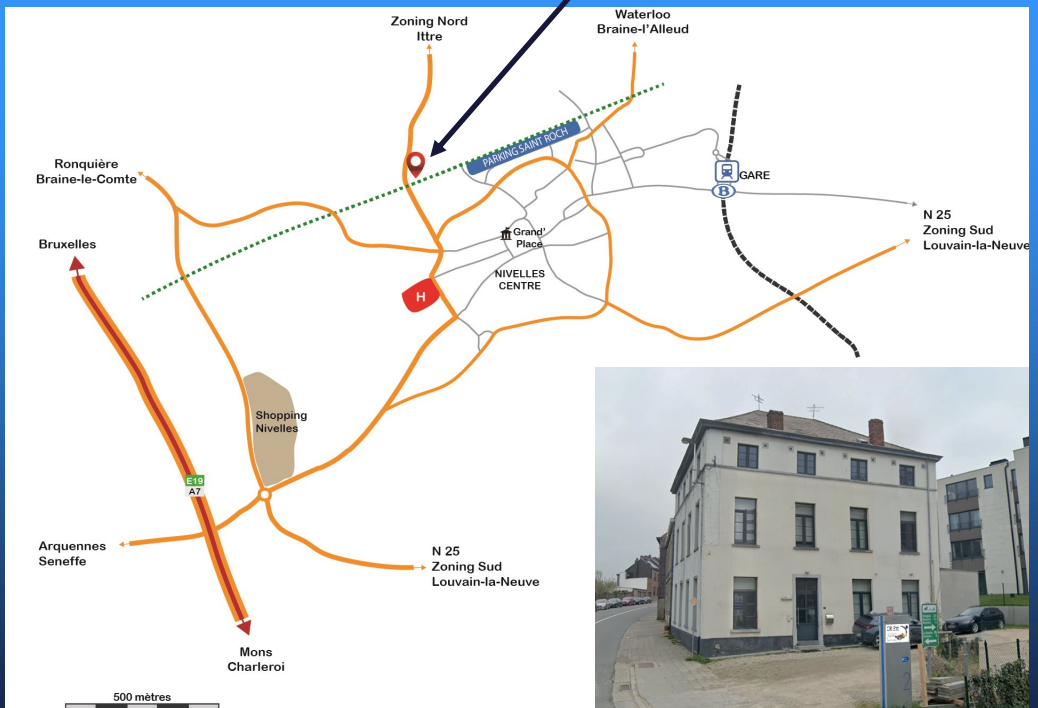 Zoning Nord
Ittre
Waterloo
Braine-l'Alleud
PARKING SAINT ROCH
Ronquière
Braine-le-Comte
GARE
B
N 25
Zoning Sud
Louvain-la-Neuve
Bruxelles
Grand'
Place
NIVELLES
CENTRE
H
Shopping
Nivelles
E19
A7
Arquennes
Seneffe
N 25
Zoning Sud
Louvain-la-Neuve
Mons
Charleroi
500 mètres
2